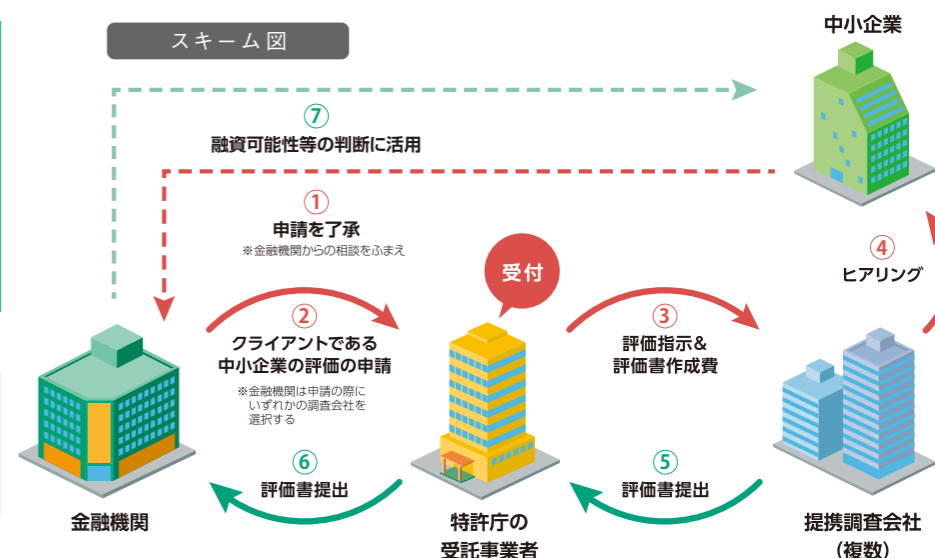 スキーム図
中小企業
⑦
融資可能性等の判断に活用
①
申請を了承
※金融機関からの相談をふまえ
④
ヒアリング
受付
②
クライアントである
中小企業の評価の申請
※金融機関は申請の際に
いずれかの調査会社を
選択する
③
評価指示&
評価書作成費
⑥
評価書提出
⑤
評価書提出
金融機関
特許庁の
受託事業者
提携調査会社
(複数)